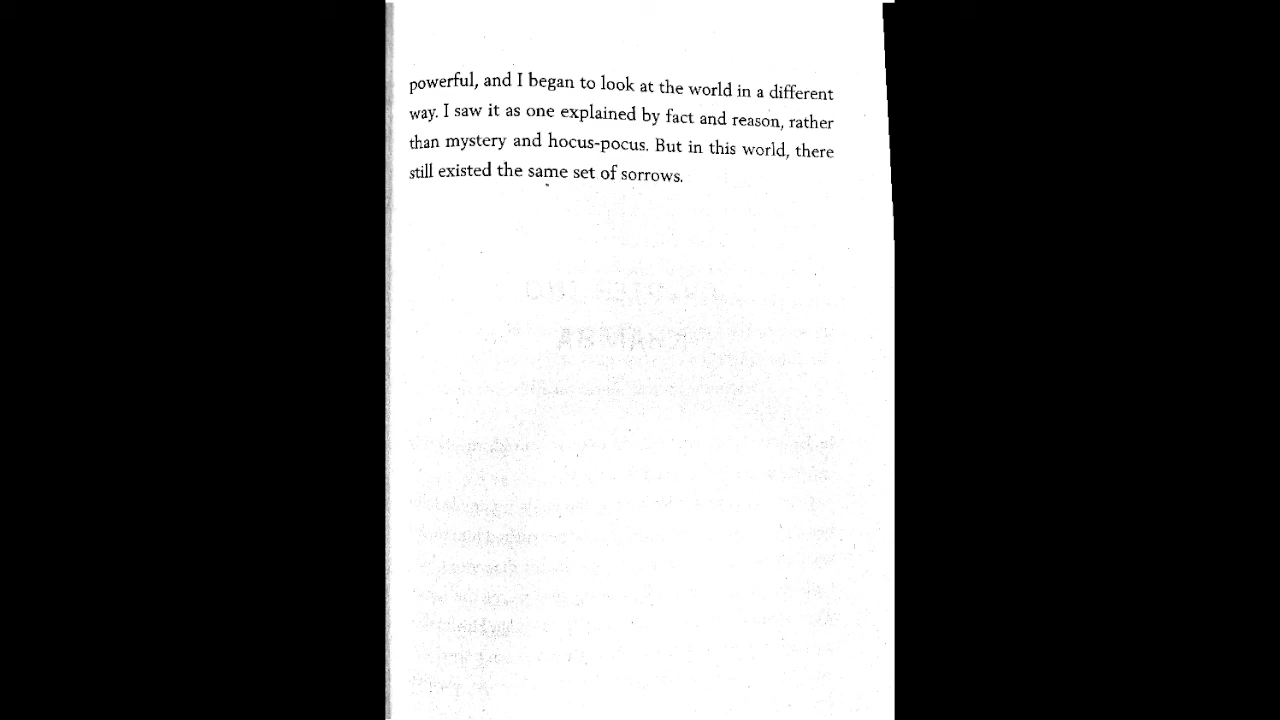 powerful, and I began to look at the world in a different
way. I saw it as one explained by fact and reason, rather
than mystery and hocus-pocus. But in this world, there
still existed the same set of sorrows.